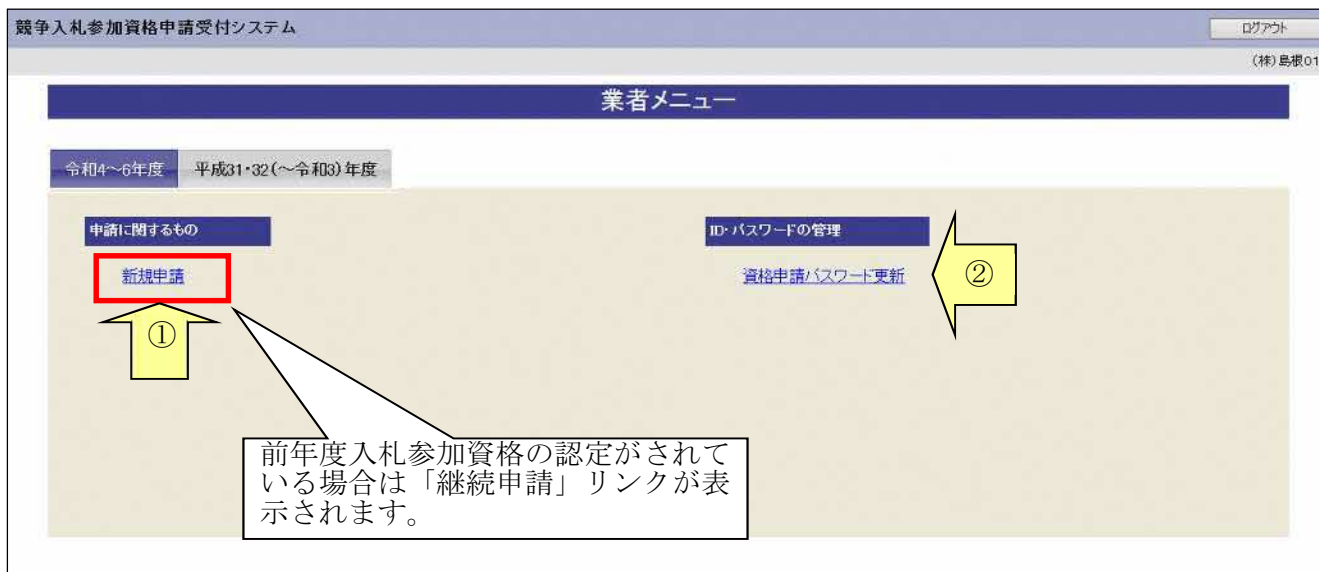 競争入札参加資格申請受付システム
ログアウト
(株)島根01
業者メニュー
令和4～6年度
平成31・32(～令和3)年度
申請に関するもの
ID・パスワードの管理
新規申請
資格申請パスワード更新
②
①
前年度入札参加資格の認定がされて
いる場合は「継続申請」リンクが表
示されます。